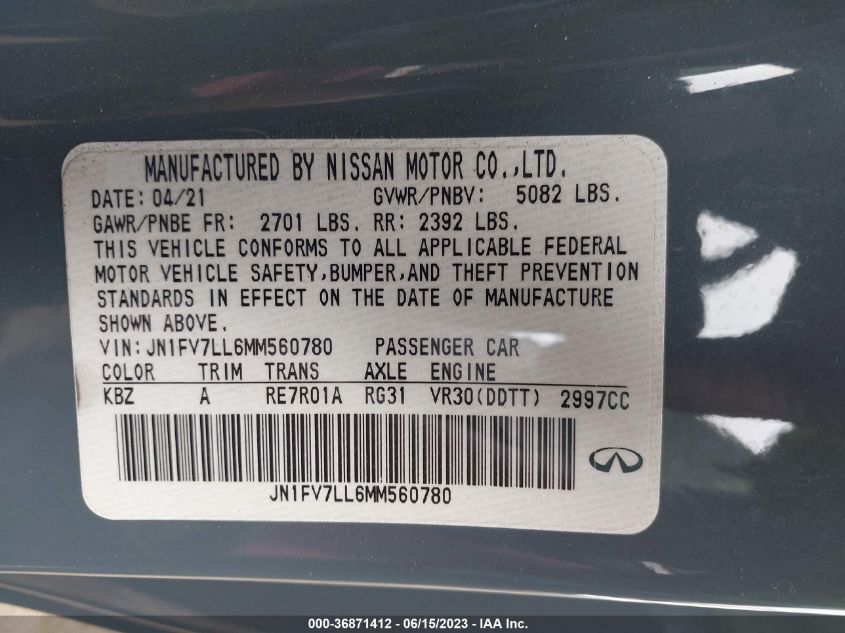 MANUFACTURED BY NISSAN MOTOR CO.,LTD.
DATE: 04/21 GVWR/PNBV: 5082 LBS.
GAWR/PNBE FR: 2701 LBS. RR: 2392 LBS.
THIS VEHICLE CONFORMS TO ALL APPLICABLE FEDERAL
MOTOR VEHICLE SAFETY,BUMPER,AND THEFT PREVENTION
STANDARDS IN EFFECT ON THE DATE OF MANUFACTURE
SHOWN ABOVE.
VIN:JN1FV7LL6MM560780 PASSENGER CAR
COLOR TRIM TRANS AXLE ENGINE
KBZ A RE7R01A RG31 VR30(DDTT) 2997CC
JN1FV7LL6MM560780
000-36871412 - 06/15/2023 - IAA Inc.